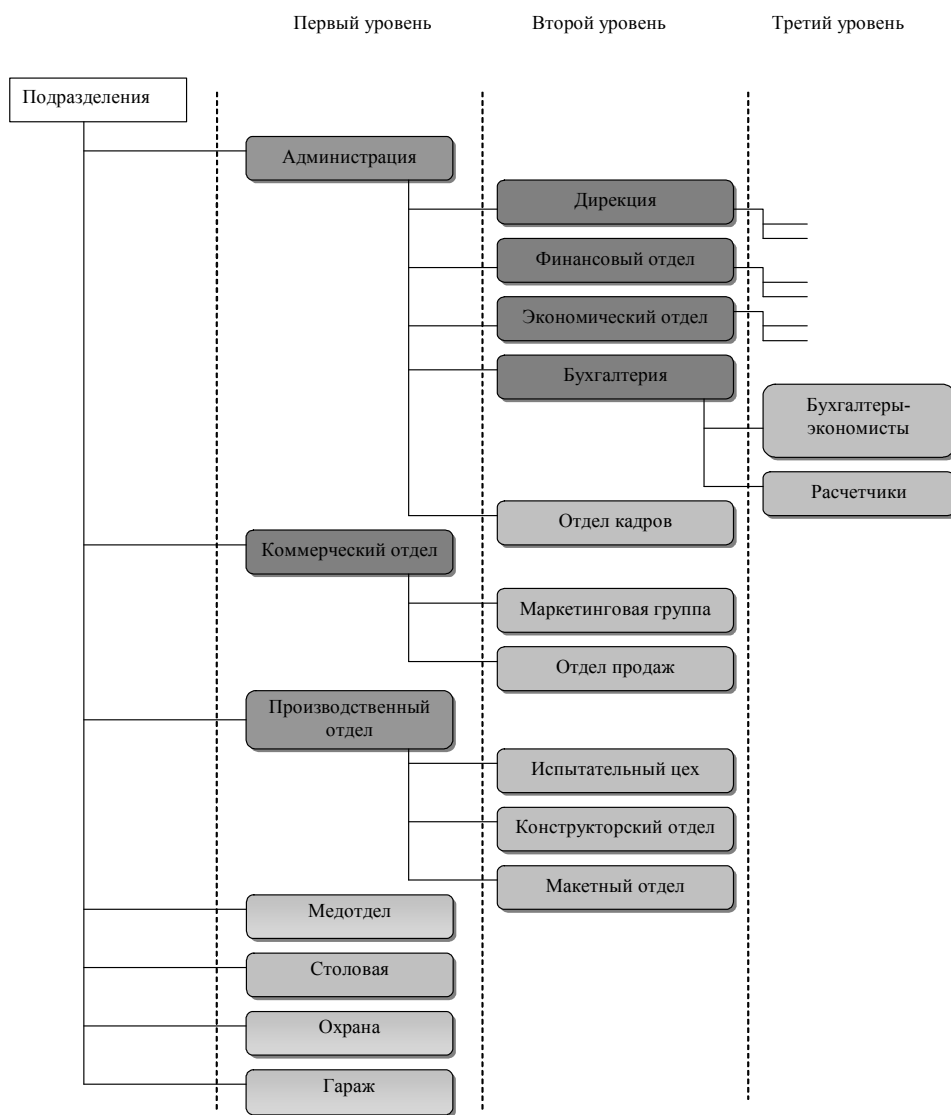 Первый уровень
Второй уровень
Третий уровень
Подразделения
Администрация
Дирекция
Финансовый отдел
Экономический отдел
Бухгалтерия
Бухгалтеры-
экономисты
Расчетчики
Отдел кадров
Коммерческий отдел
Маркетинговая группа
Отдел продаж
Производственный
отдел
Испытательный цех
Конструкторский отдел
Макетный отдел
Медотдел
Столовая
Охрана
Гараж